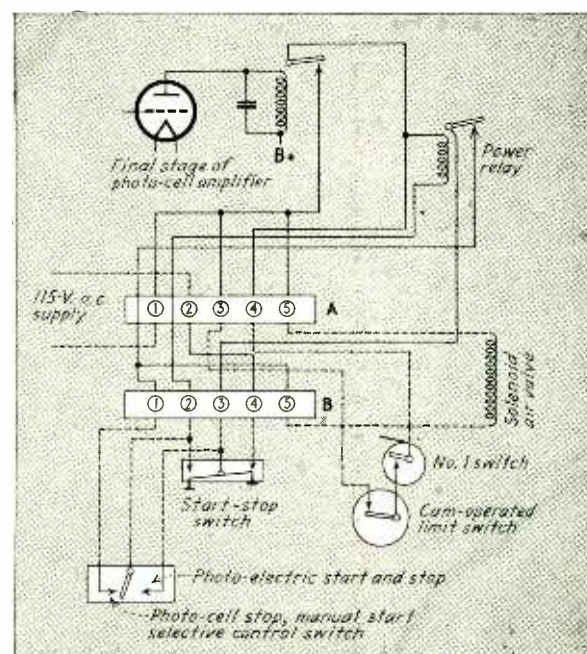 Final stage of
photo-cell amplifier
B+
Power
relay
115-V. a.c.
supply
1 2 3 4 5
A
1 2 3 4 5
B
Solenoid
air valve
No. 1 switch
Start-stop
switch
Cam-operated
limit switch
Photo-electric start and stop
Photo-cell stop, manual start
selective control switch